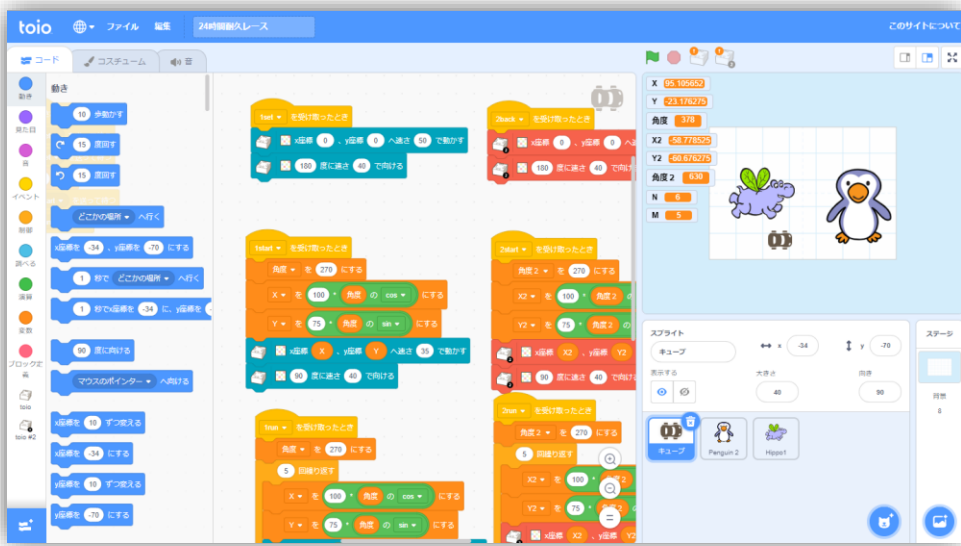 toio
ファイル 編集 24時間耐久レース このサイトについて
コード コスチューム 音
動き
見た目
音
イベント
制御
調べる
演算
変数
ブロック定義
toio
toio #2
動き
10 歩動かす
15 度回す
15 度回す
どこかの場所 へ行く
x座標を -34 、y座標を -70 にする
1 秒で どこかの場所 へ行く
1 秒でx座標を -34 に、y座標を
90 度に向ける
マウスのポインター へ向ける
x座標を 10 ずつ変える
x座標を -34 にする
y座標を 10 ずつ変える
y座標を -70 にする
1set を受け取ったとき
x座標 0 、y座標 0 へ速さ 50 で動かす
180 度に速さ 40 で向ける
1start を受け取ったとき
角度 を 270 にする
X を 100 * 角度 の cos にする
Y を 75 * 角度 の sin にする
x座標 X 、y座標 Y へ速さ 35 で動かす
90 度に速さ 40 で向ける
1run を受け取ったとき
角度 を 270 にする
5 回繰り返す
X を 100 * 角度 の cos にする
Y を 75 * 角度 の sin にする
2back を受け取ったとき
x座標 0 、y座標 0 へ
180 度に速さ 40 で向け
2start を受け取ったとき
角度2 を 270 にする
X2 を 100 * 角度2 の
Y2 を 75 * 角度2 の
x座標 X2 、y座標 Y2
90 度に速さ 40 で向け
2run を受け取ったとき
角度2 を 270 にする
5 回繰り返す
X2 を 100 * 2
Y2 を 75 * 2 の
x座標 X2 、y座標 Y2
X 95.105652
Y -23.176275
角度 378
X2 -58.778525
Y2 -60.676275
角度2 630
N 6
M 5
スプライト
キューブ x -34 y -70
表示する 大きさ 向き
40 90
キューブ Penguin 2 Hippo1
ステージ
背景
8